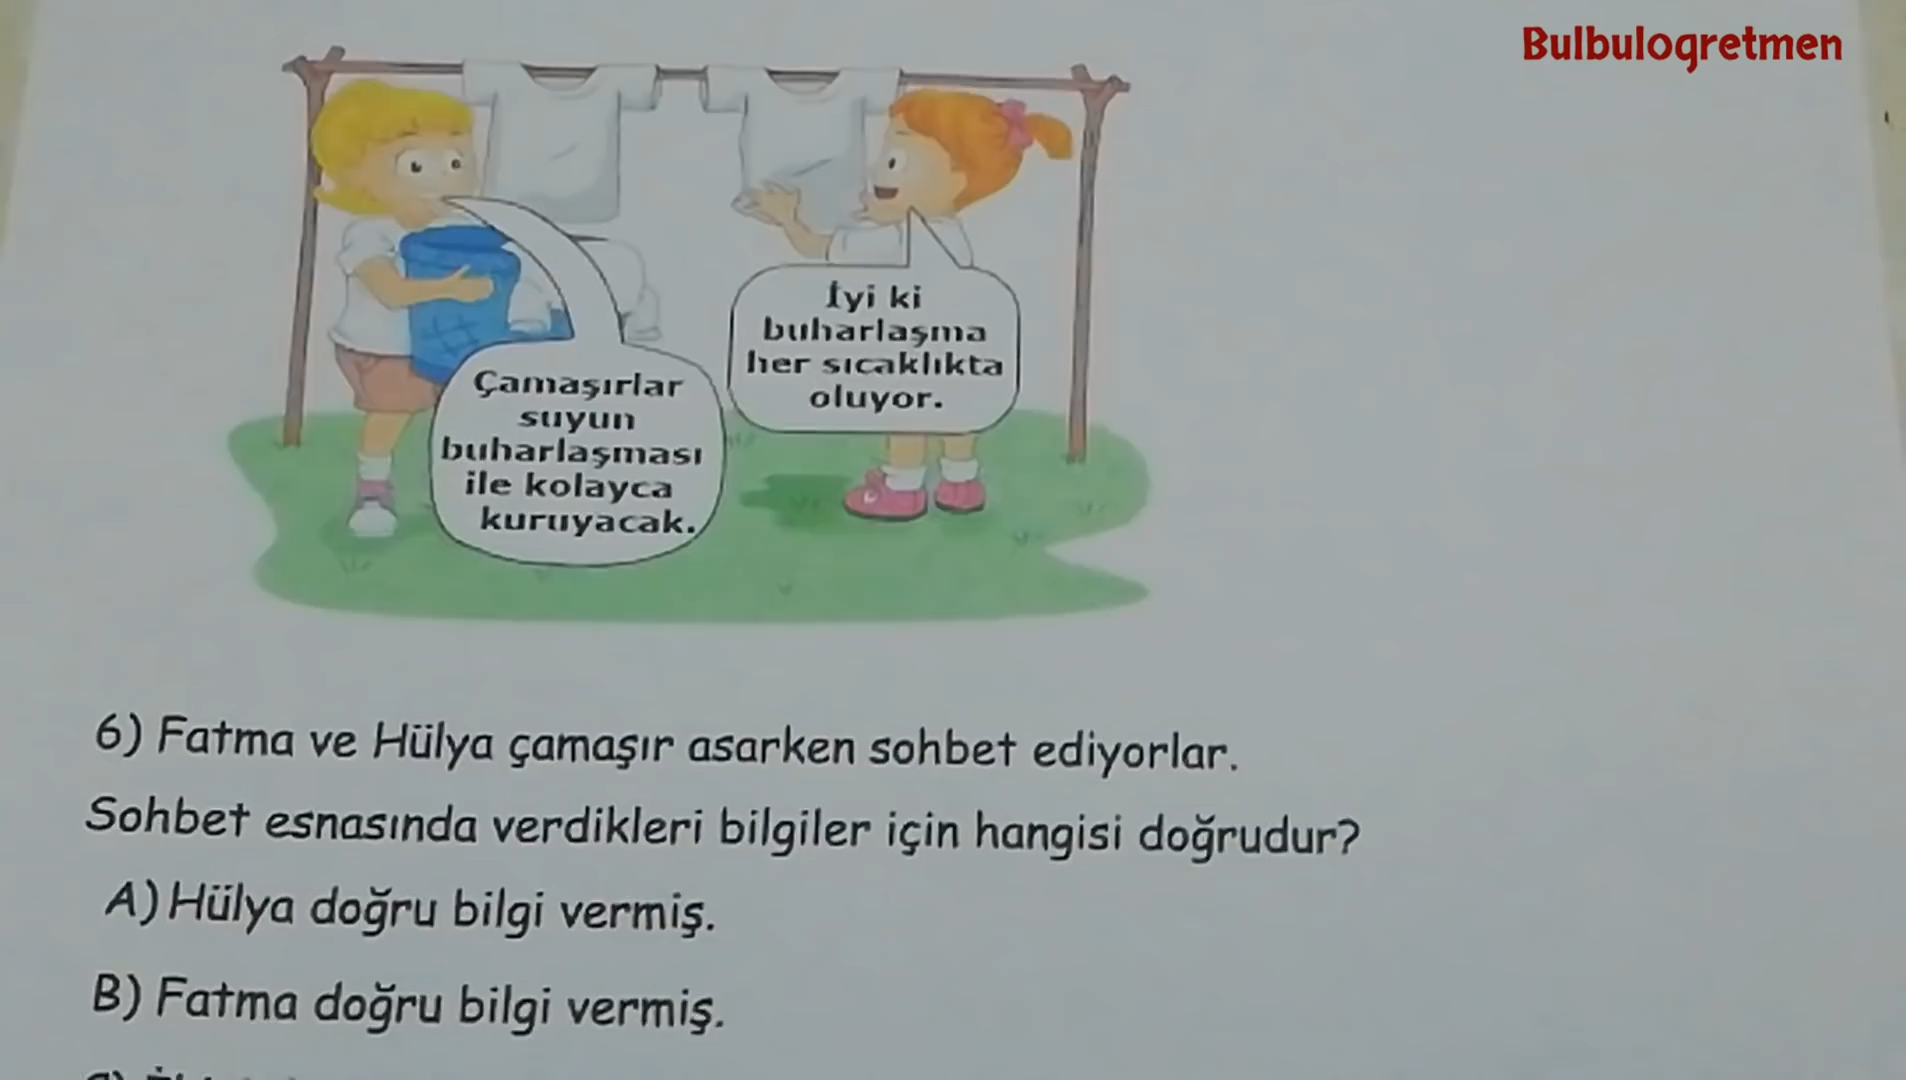 Bulbulogretmen
İyi ki
buharlaşma
her sıcaklıkta
oluyor.
Çamaşırlar
suyun
buharlaşması
ile kolayca
kuruyacak.
6) Fatma ve Hülya çamaşır asarken sohbet ediyorlar.
Sohbet esnasında verdikleri bilgiler için hangisi doğrudur?
A) Hülya doğru bilgi vermiş.
B) Fatma doğru bilgi vermiş.